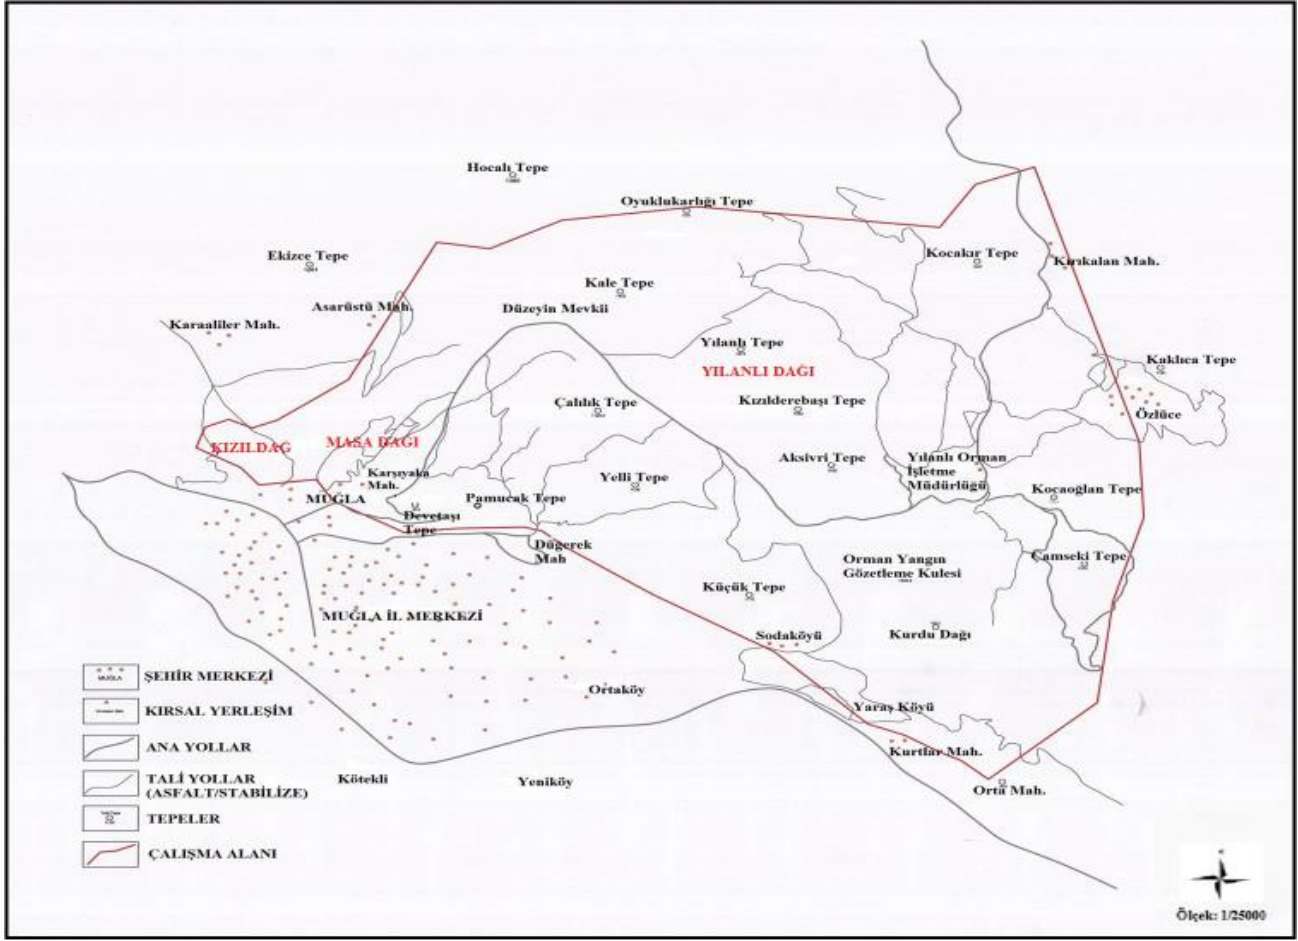 Hocalı Tepe
Oyuklukarlığı Tepe
Ekizce Tepe
Kocakır Tepe
Kırıkalan Mah.
Kale Tepe
Asarüstü Mah.
Düzeyin Mevkii
Karaaliler Mah.
Yılanlı Tepe
Kaklıca Tepe
YILANLI DAĞI
Kızılderebaşı Tepe
Çalılık Tepe
Özlüce
KIZILDAĞ
MASA DAĞI
Karşıyaka
Mah.
Aksivri Tepe
Yılanlı Orman
İşletme
Müdürlüğü
Yelli Tepe
Kocaoğlan Tepe
MUĞLA
Pamucak Tepe
Devetaşı
Tepe
Düğerek
Mah
Orman Yangın
Gözetleme Kulesi
Çamseki Tepe
Küçük Tepe
MUĞLA İL MERKEZİ
Sodaköyü
Kurdu Dağı
Ortaköy
Yaraş Köyü
Kurtlar Mah.
Kötekli
Yeniköy
Orta Mah.
MUĞLA
ŞEHİR MERKEZİ
KIRSAL YERLEŞİM
ANA YOLLAR
TALİ YOLLAR
(ASFALT/STABİLİZE)
TEPELER
ÇALIŞMA ALANI
Ölçek: 1/25000